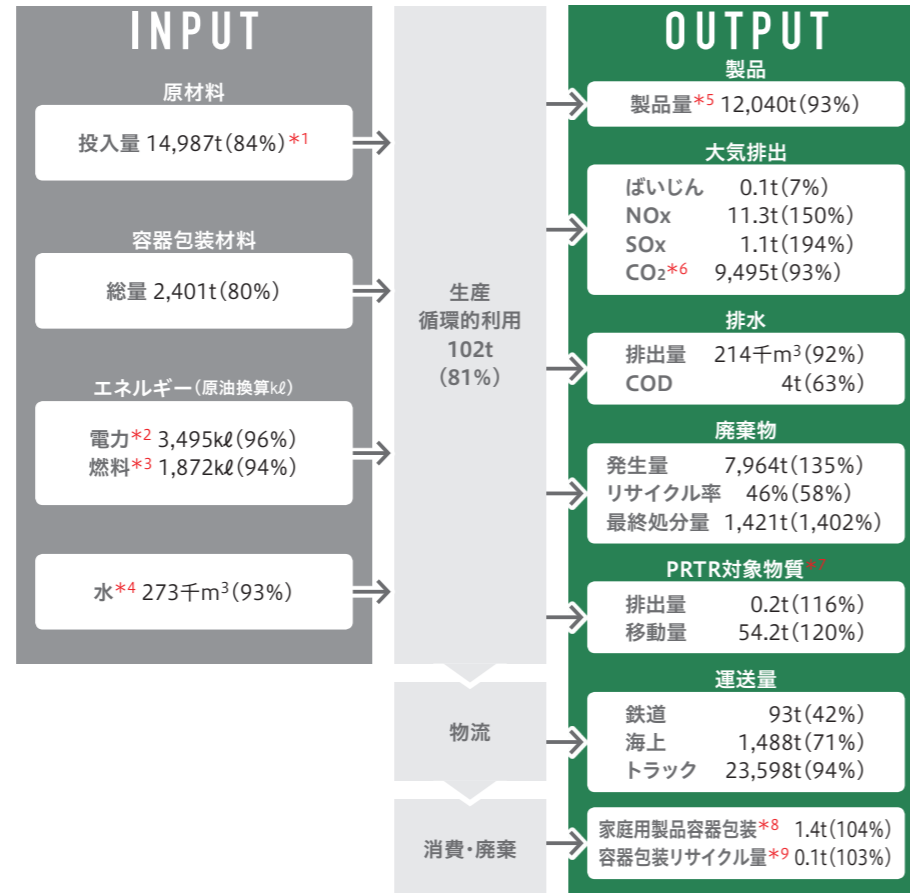 INPUT
原材料
投入量 14,987t(84%)*1
容器包装材料
総量 2,401t(80%)
エネルギー(原油換算kℓ)
電力*2 3,495kℓ(96%)
燃料*3 1,872kℓ(94%)
水*4 273千m³(93%)
生産
循環的利用
102t
(81%)
物流
消費・廃棄
OUTPUT
製品
製品量*5 12,040t(93%)
大気排出
ばいじん 0.1t(7%)
NOx 11.3t(150%)
SOx 1.1t(194%)
CO₂*6 9,495t(93%)
排水
排出量 214千m³(92%)
COD 4t(63%)
廃棄物
発生量 7,964t(135%)
リサイクル率 46%(58%)
最終処分量 1,421t(1,402%)
PRTR対象物質*7
排出量 0.2t(116%)
移動量 54.2t(120%)
運送量
鉄道 93t(42%)
海上 1,488t(71%)
トラック 23,598t(94%)
家庭用製品容器包装*8 1.4t(104%)
容器包装リサイクル量*9 0.1t(103%)